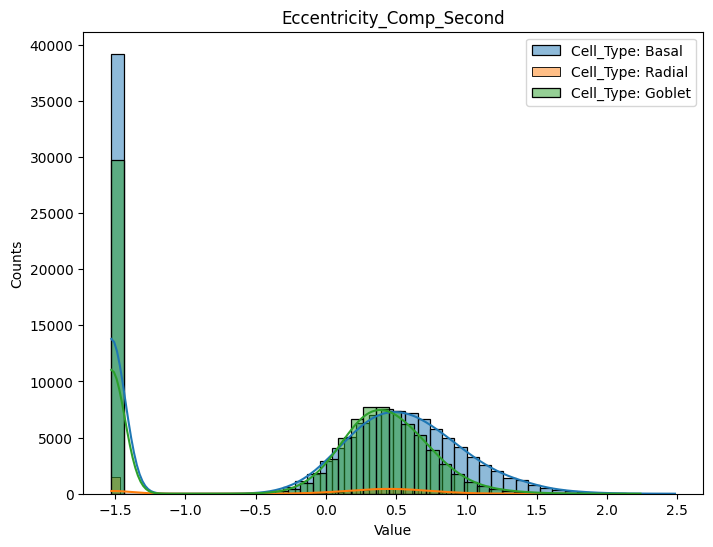 Eccentricity_Comp_Second
Cell_Type: Basal
Cell_Type: Radial
Cell_Type: Goblet
40000
35000
30000
25000
20000
15000
10000
5000
0
Counts
−1.5 −1.0 −0.5 0.0 0.5 1.0 1.5 2.0 2.5
Value